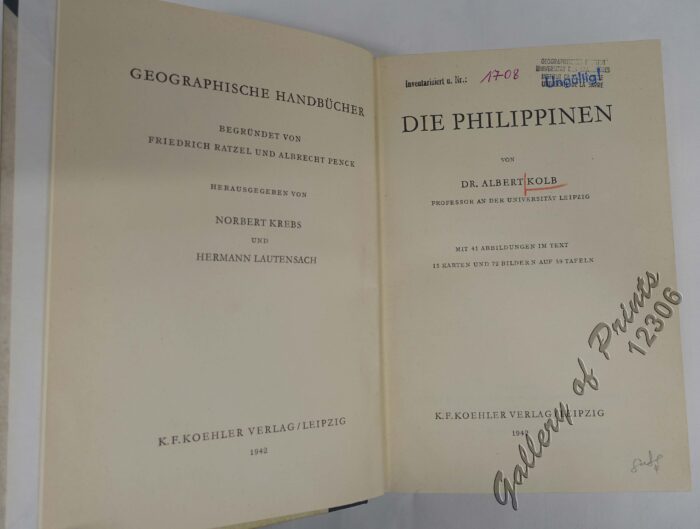 GEOGRAPHISCHE HANDBÜCHER
BEGRÜNDET VON
FRIEDRICH RATZEL UND ALBRECHT PENCK
HERAUSGEGEBEN VON
NORBERT KREBS
UND
HERMANN LAUTENSACH
K.F.KOEHLER VERLAG/LEIPZIG
1942
Inventarisiert u. Nr.: 1708
Ungültig!
DIE PHILIPPINEN
VON
DR. ALBERT KOLB
PROFESSOR AN DER UNIVERSITÄT LEIPZIG
MIT 43 ABBILDUNGEN IM TEXT
15 KARTEN UND 72 BILDERN AUF 39 TAFELN
K.F.KOEHLER VERLAG/LEIPZIG
1942
Gallery of Prints
12306